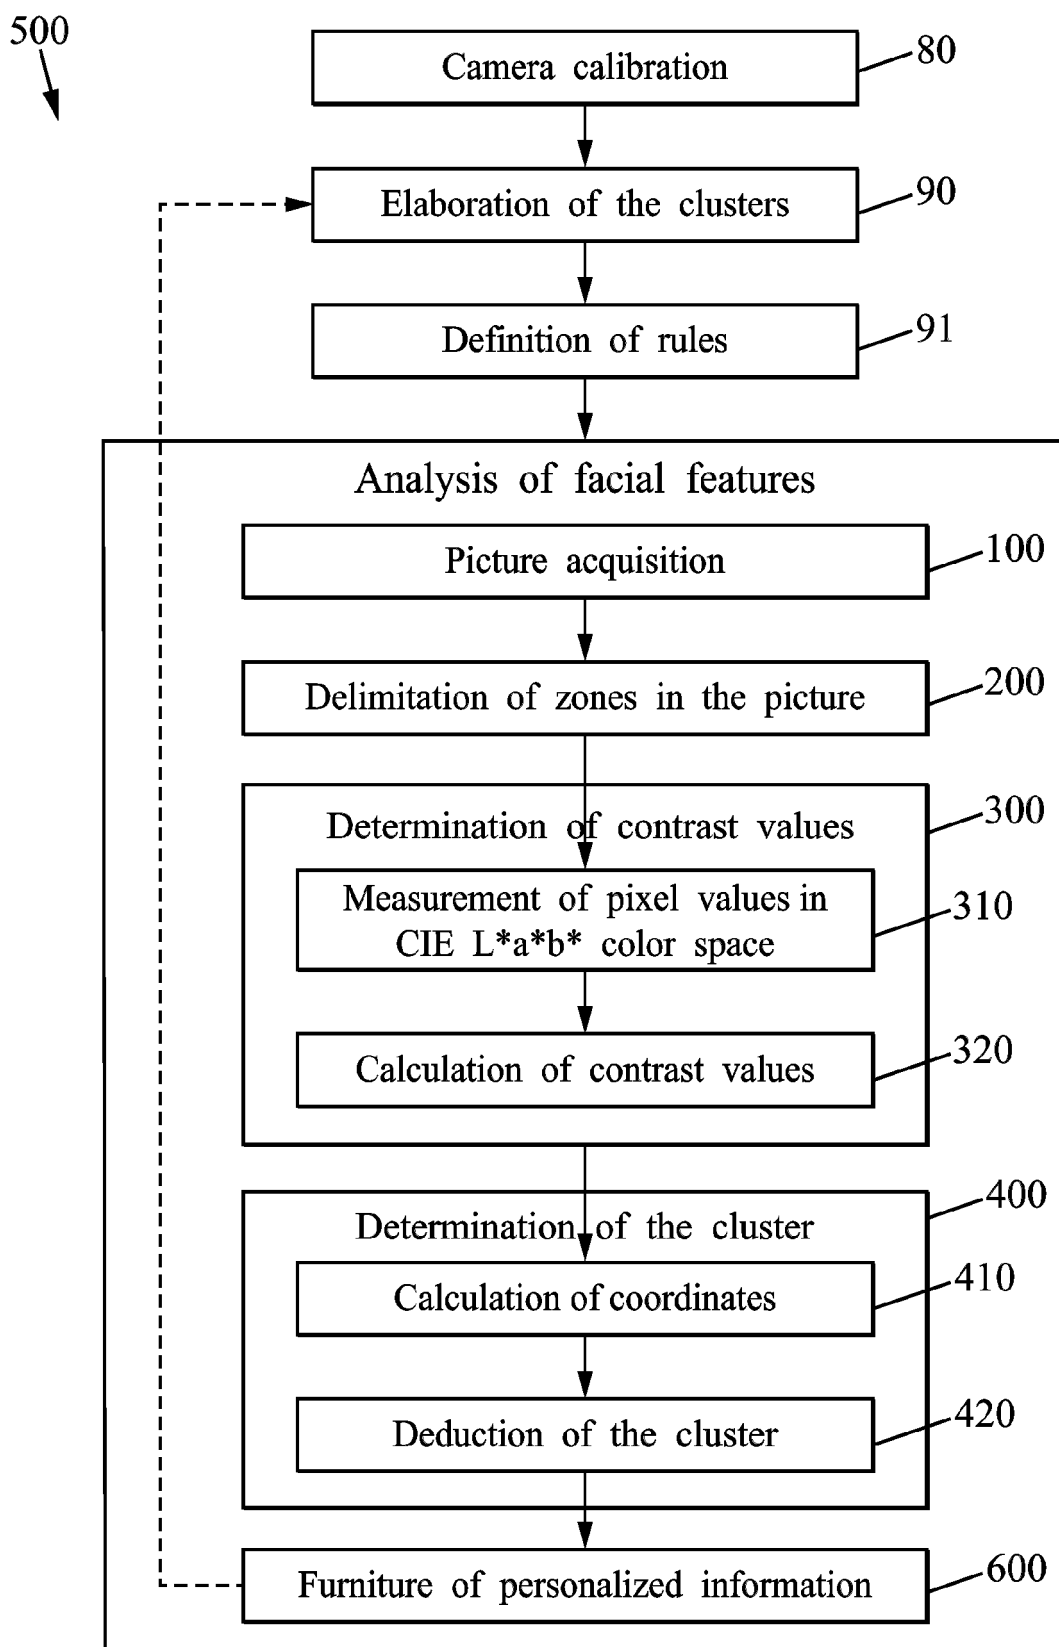 500
Camera calibration
80
Elaboration of the clusters
90
Definition of rules
91
Analysis of facial features
Picture acquisition
100
Delimitation of zones in the picture
200
Determination of contrast values
300
Measurement of pixel values in
CIE L*a*b* color space
310
Calculation of contrast values
320
Determination of the cluster
400
Calculation of coordinates
410
Deduction of the cluster
420
Furniture of personalized information
600